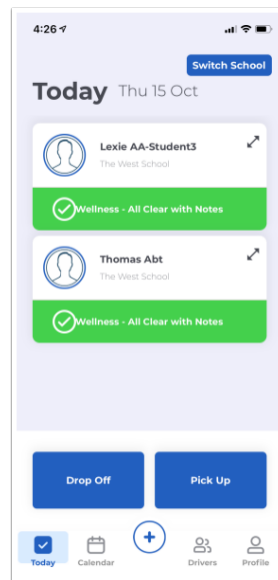 4:26
Switch School
Today Thu 15 Oct
Lexie AA-Student3
The West School
Wellness - All Clear with Notes
Thomas Abt
The West School
Wellness - All Clear with Notes
Drop Off
Pick Up
Today
Calendar
Drivers
Profile